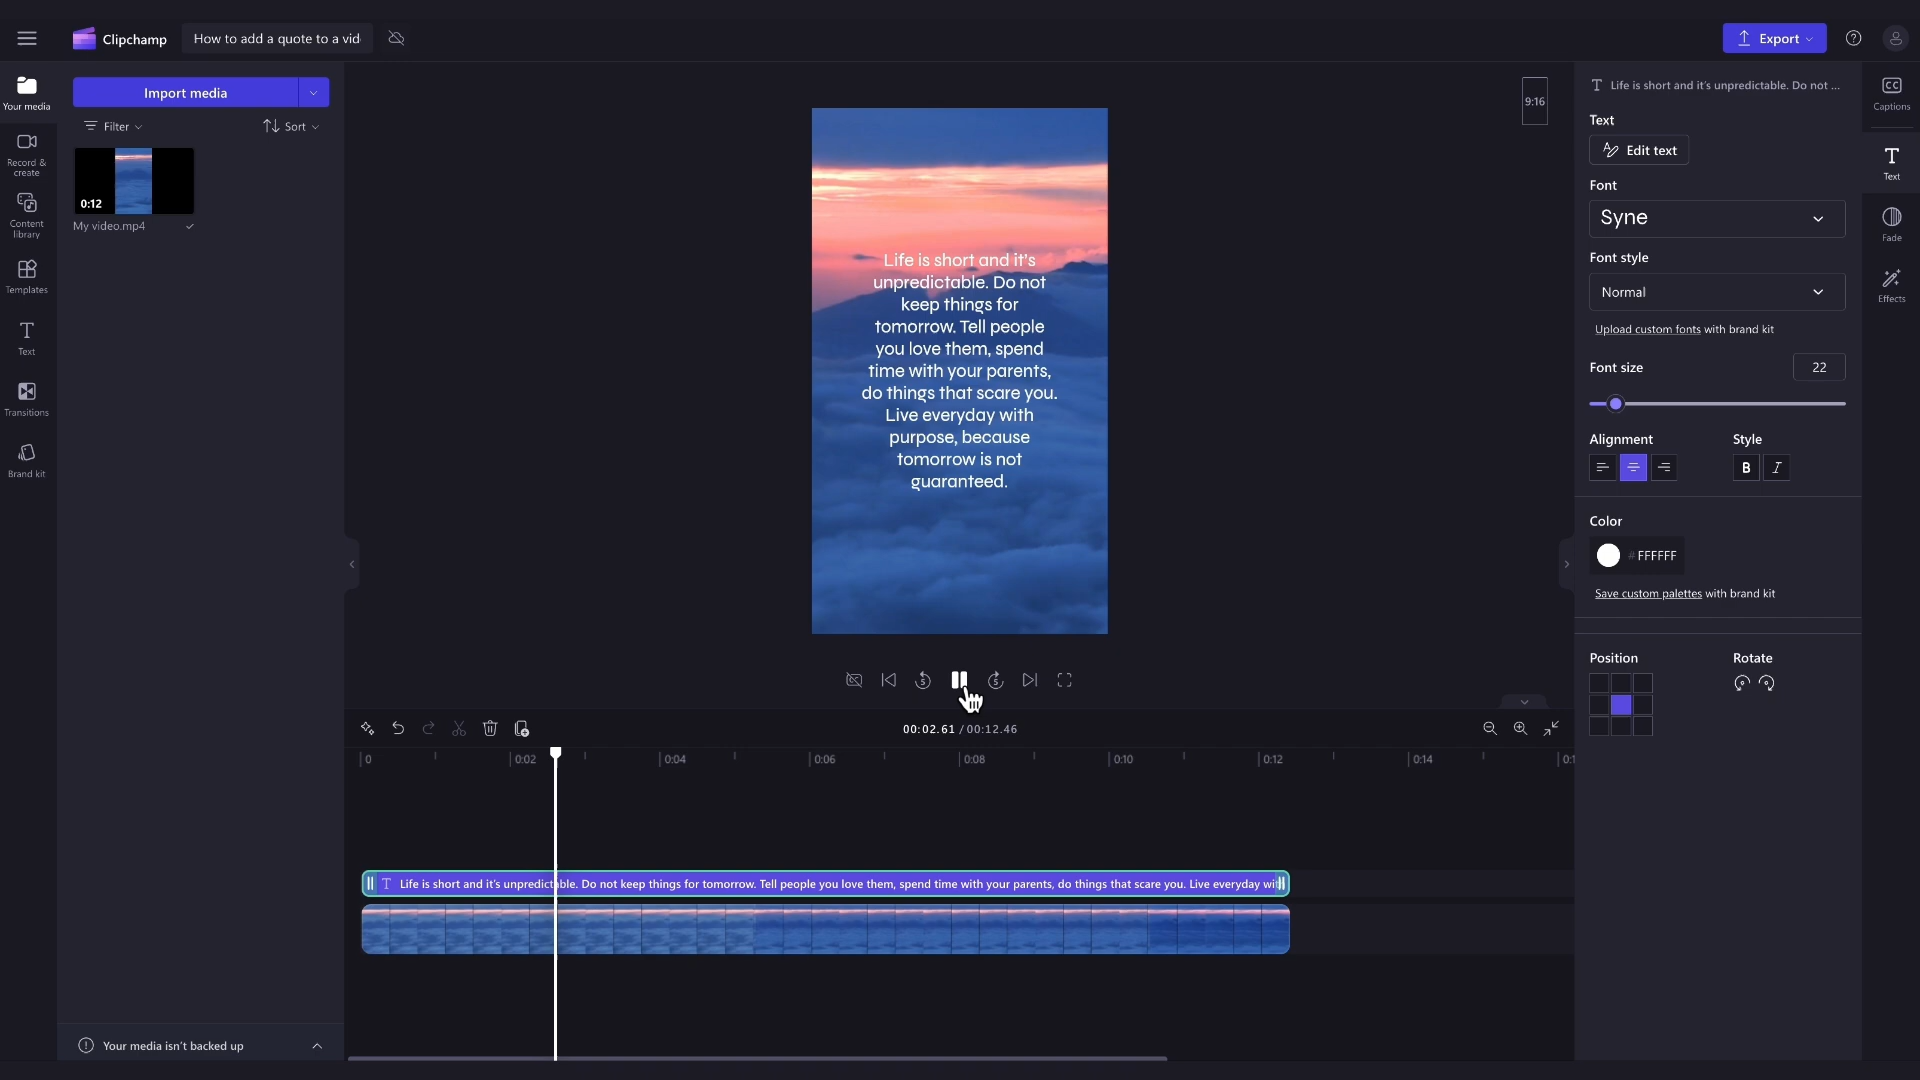 Clipchamp
How to add a quote to a vid
Export
Your media
Record &
create
Content
library
Templates
Text
Transitions
Brand kit
Import media
Filter
Sort
0:12
My video.mp4
Your media isn't backed up
9:16
Life is short and it's
unpredictable. Do not
keep things for
tomorrow. Tell people
you love them, spend
time with your parents,
do things that scare you.
Live everyday with
purpose, because
tomorrow is not
guaranteed.
5
5
00:02.61 / 00:12.46
0
0:02
0:04
0:06
0:08
0:10
0:12
0:14
0:1
T Life is short and it's unpredictable. Do not keep things for tomorrow. Tell people you love them, spend time with your parents, do things that scare you. Live everyday wi
T Life is short and it's unpredictable. Do not ...
Text
Edit text
Font
Syne
Font style
Normal
Upload custom fonts with brand kit
Font size
22
Alignment
Style
B I
Color
# FFFFFF
Save custom palettes with brand kit
Position
Rotate
CC
Captions
T
Text
Fade
Effects